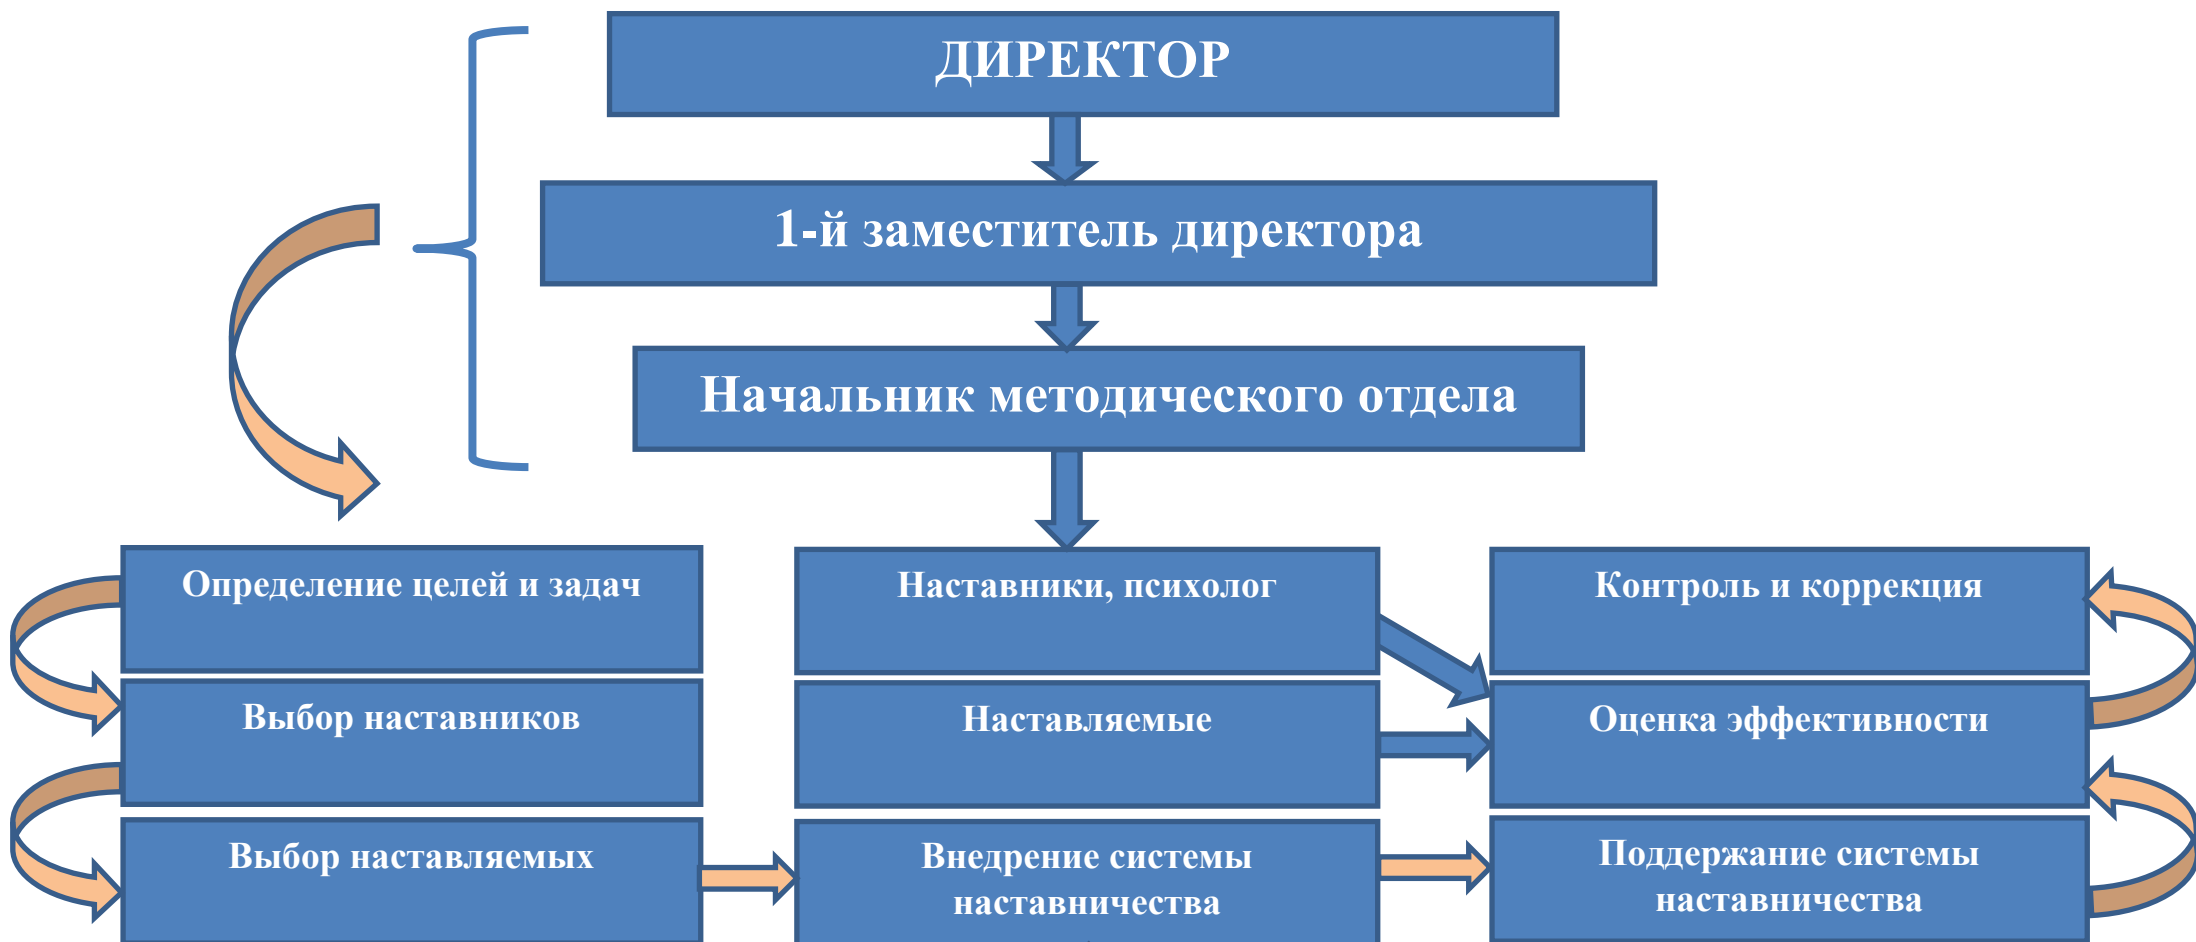 ДИРЕКТОР
1-й заместитель директора
Начальник методического отдела
Определение целей и задач
Наставники, психолог
Контроль и коррекция
Выбор наставников
Наставляемые
Оценка эффективности
Выбор наставляемых
Внедрение системы
наставничества
Поддержание системы
наставничества